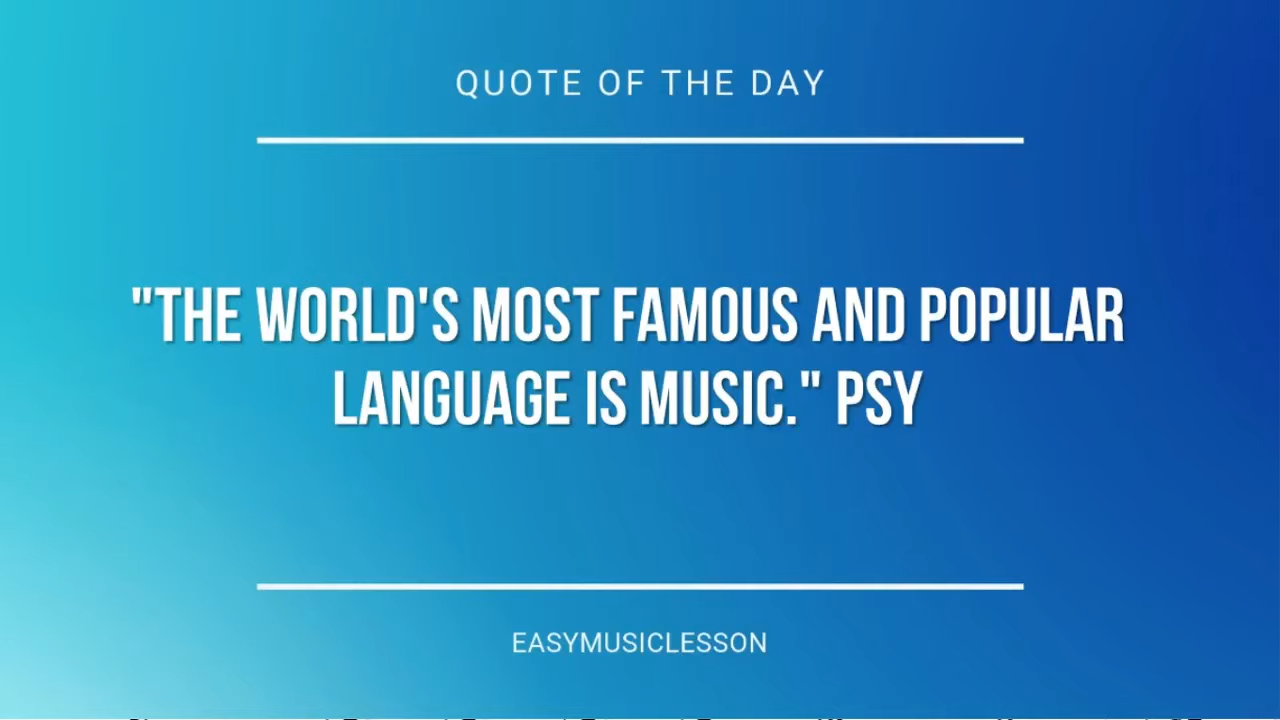 QUOTE OF THE DAY
"THE WORLD'S MOST FAMOUS AND POPULAR
LANGUAGE IS MUSIC." PSY
EASYMUSICLESSON